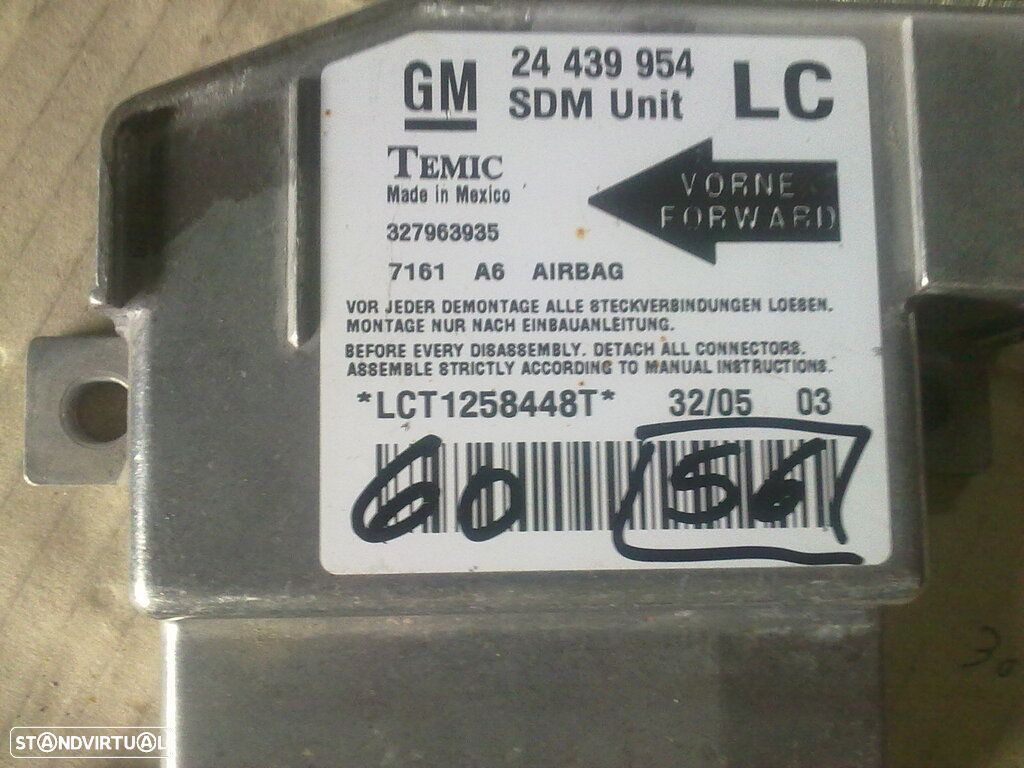 GM 24 439 954 LC
SDM Unit
TEMIC
Made in Mexico
VORNE
FORWARD
327963935
7161 A6 AIRBAG
VOR JEDER DEMONTAGE ALLE STECKVERBINDUNGEN LOESEN.
MONTAGE NUR NACH EINBAUANLEITUNG.
BEFORE EVERY DISASSEMBLY. DETACH ALL CONNECTORS.
ASSEMBLE STRICTLY ACCORDING TO MANUAL INSTRUCTIONS.
*LCT1258448T* 32/05 03
60 56
30
STANDVIRTUAL